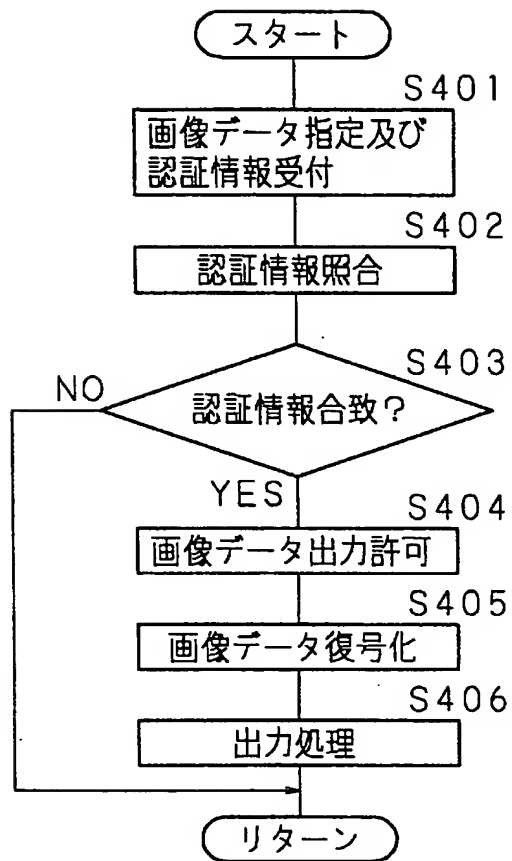 スタート
S401
画像データ指定及び
認証情報受付
S402
認証情報照合
S403
NO
認証情報合致？
YES
S404
画像データ出力許可
S405
画像データ復号化
S406
出力処理
リターン